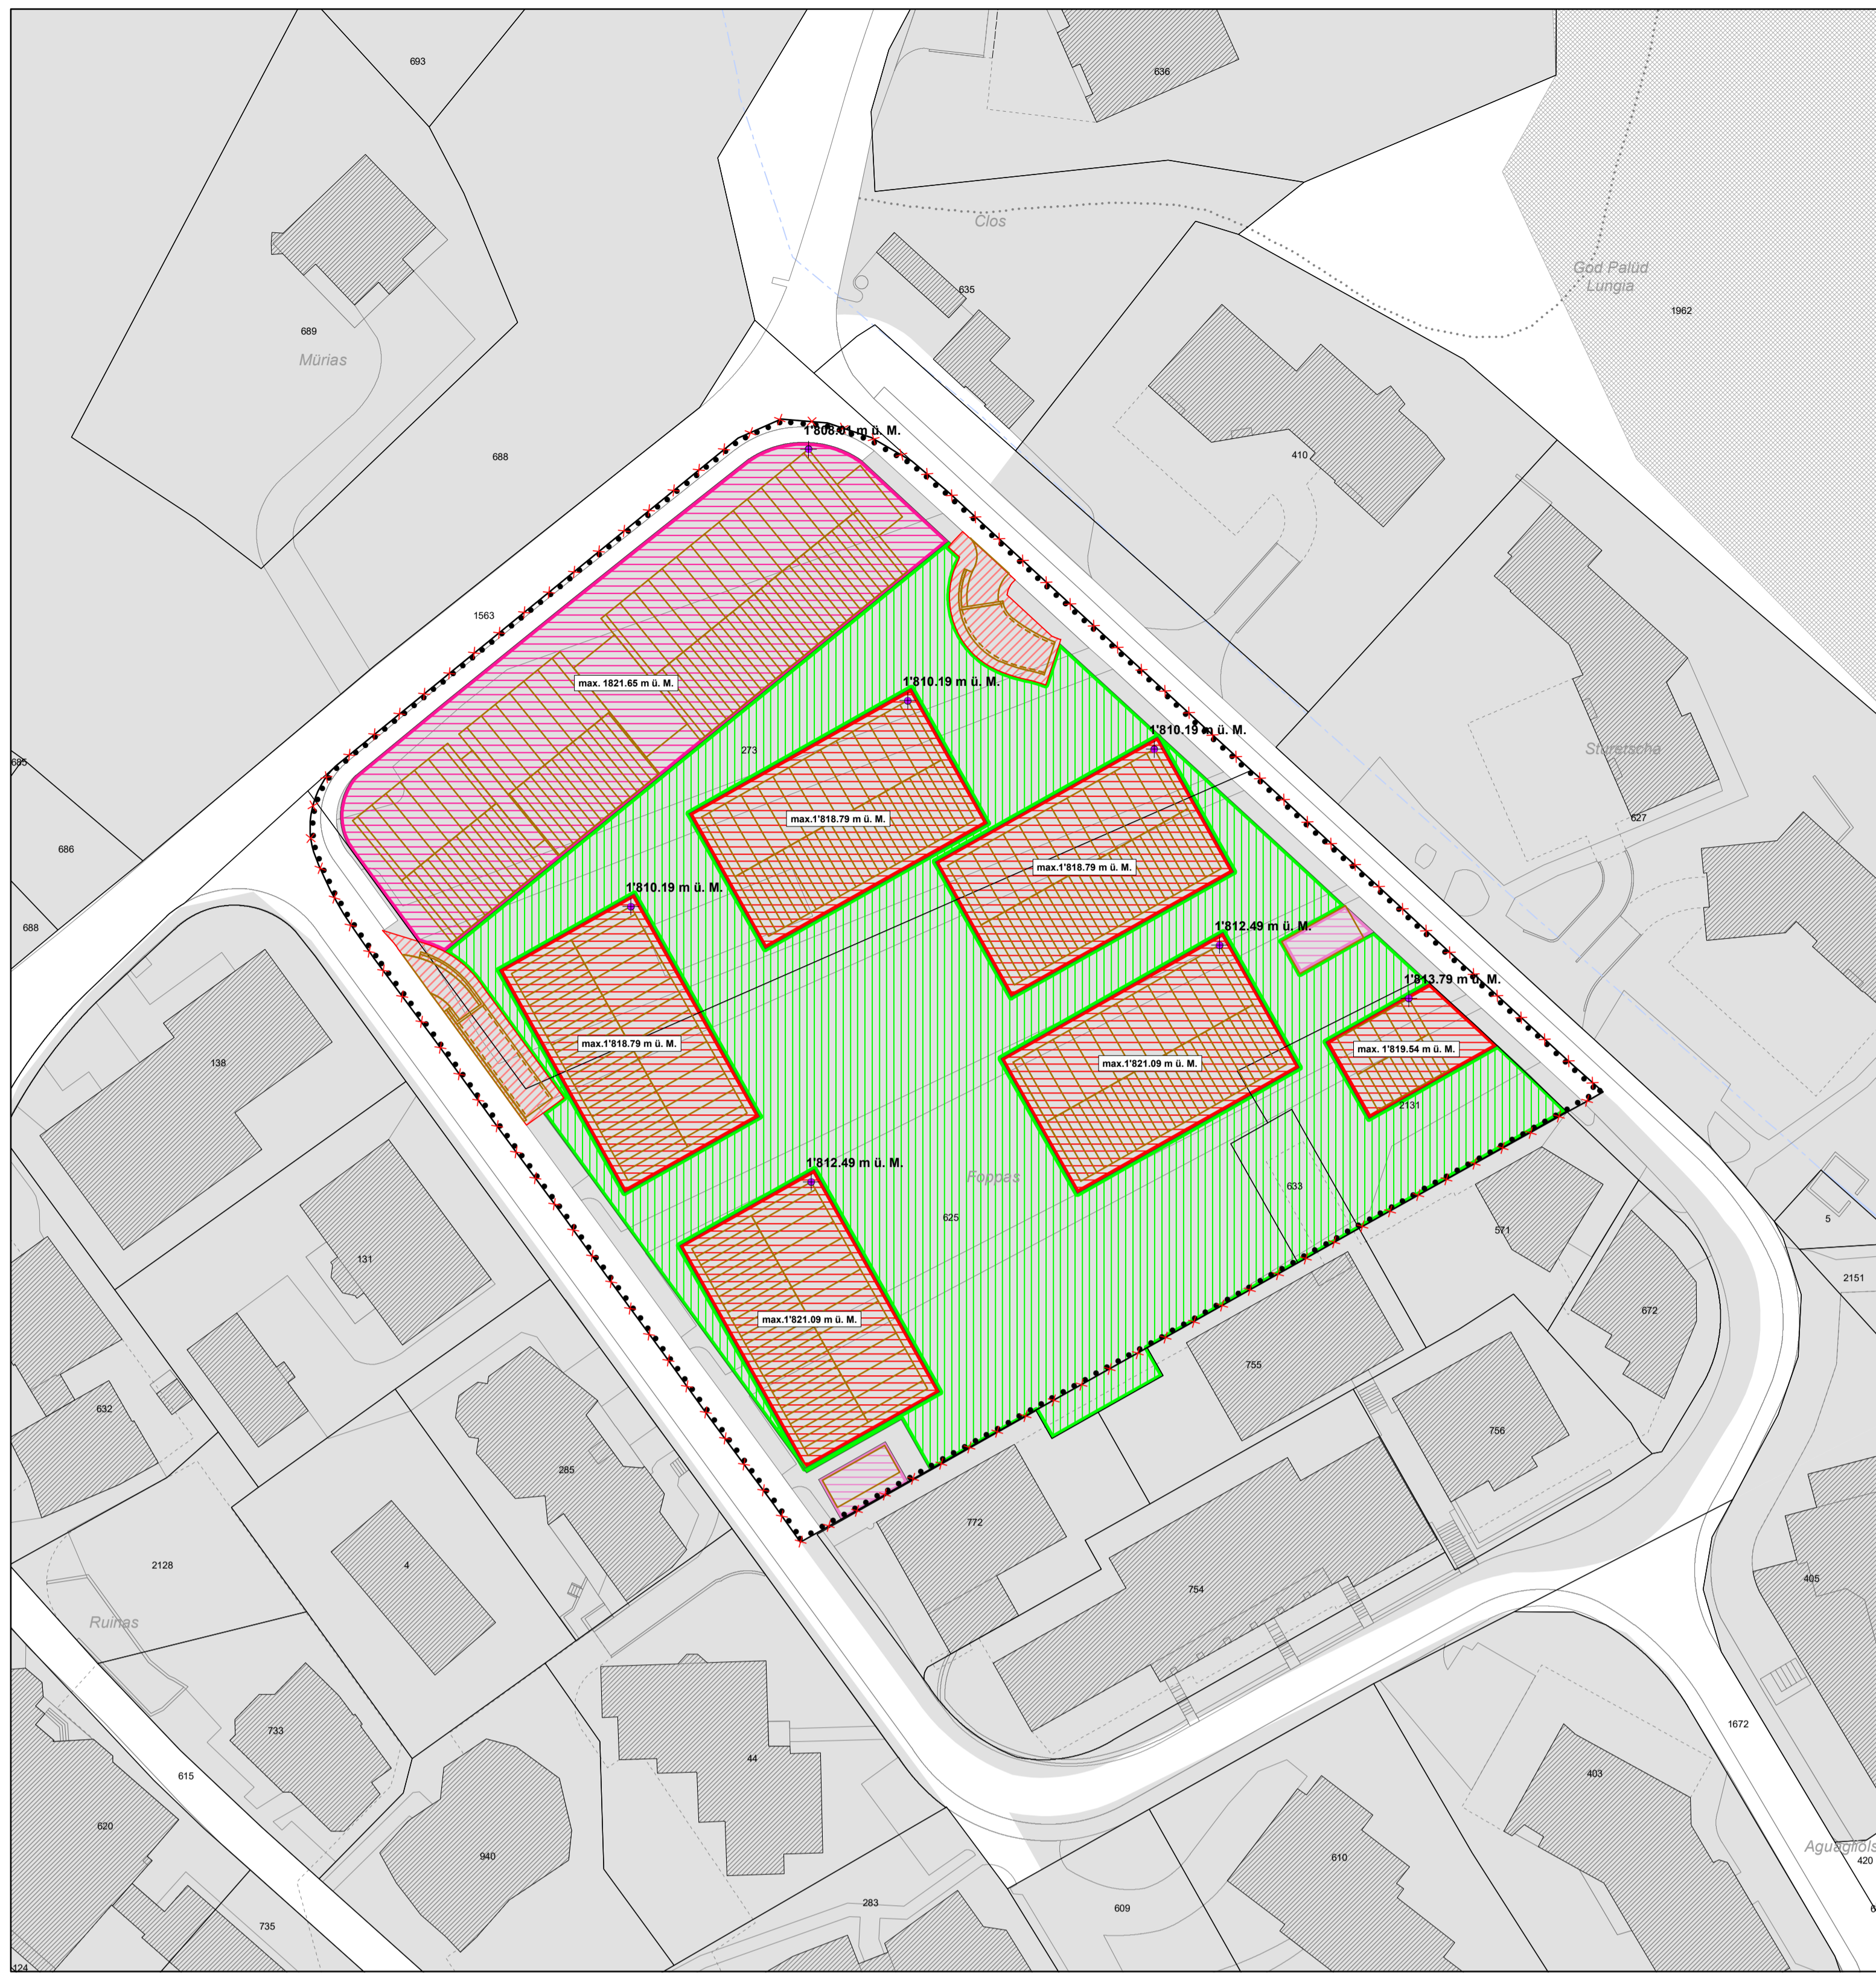 693
636
Clos
God Palüd
Lungia
635
1962
689
Mürias
1'808.01 m ü. M.
688
410
1563
max. 1821.65 m ü. M.
1'810.19 m ü. M.
1'810.19 m ü. M.
273
Sturetscha
685
max.1'818.79 m ü. M.
627
686
max.1'818.79 m ü. M.
1'810.19 m ü. M.
688
1'812.49 m ü. M.
1'813.79 m ü. M.
138
max.1'818.79 m ü. M.
max. 1'819.54 m ü. M.
max.1'821.09 m ü. M.
2131
1'812.49 m ü. M.
Foppas
633
625
5
571
131
2151
672
max.1'821.09 m ü. M.
755
632
756
285
772
2128
4
754
405
Ruinas
733
44
1672
615
403
620
940
610
Aguagliols
420
283
609
735
124